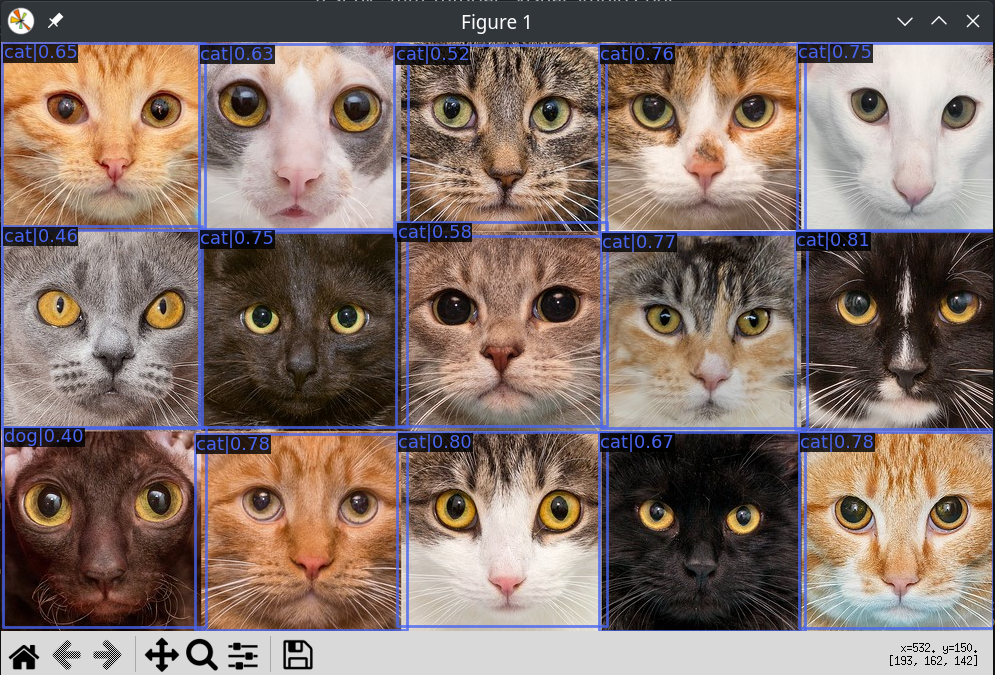 Figure 1
cat|0.65
cat|0.63
cat|0.52
cat|0.76
cat|0.75
cat|0.46
cat|0.75
cat|0.58
cat|0.77
cat|0.81
dog|0.40
cat|0.78
cat|0.80
cat|0.67
cat|0.78
x=532. y=150.
[193, 162, 142]